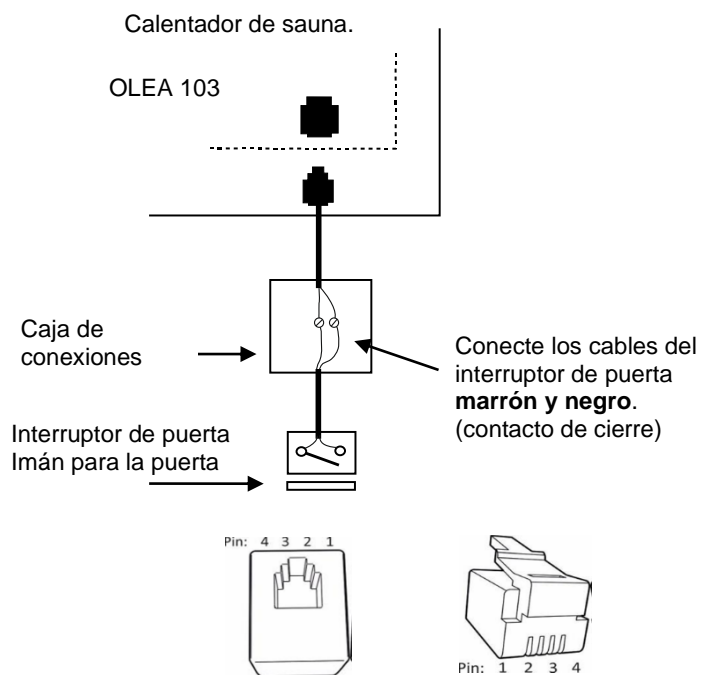 Calentador de sauna.
OLEA 103
Caja de
conexiones
Conecte los cables del
interruptor de puerta
marrón y negro.
(contacto de cierre)
Interruptor de puerta
Imán para la puerta
Pin: 4 3 2 1
Pin: 1 2 3 4